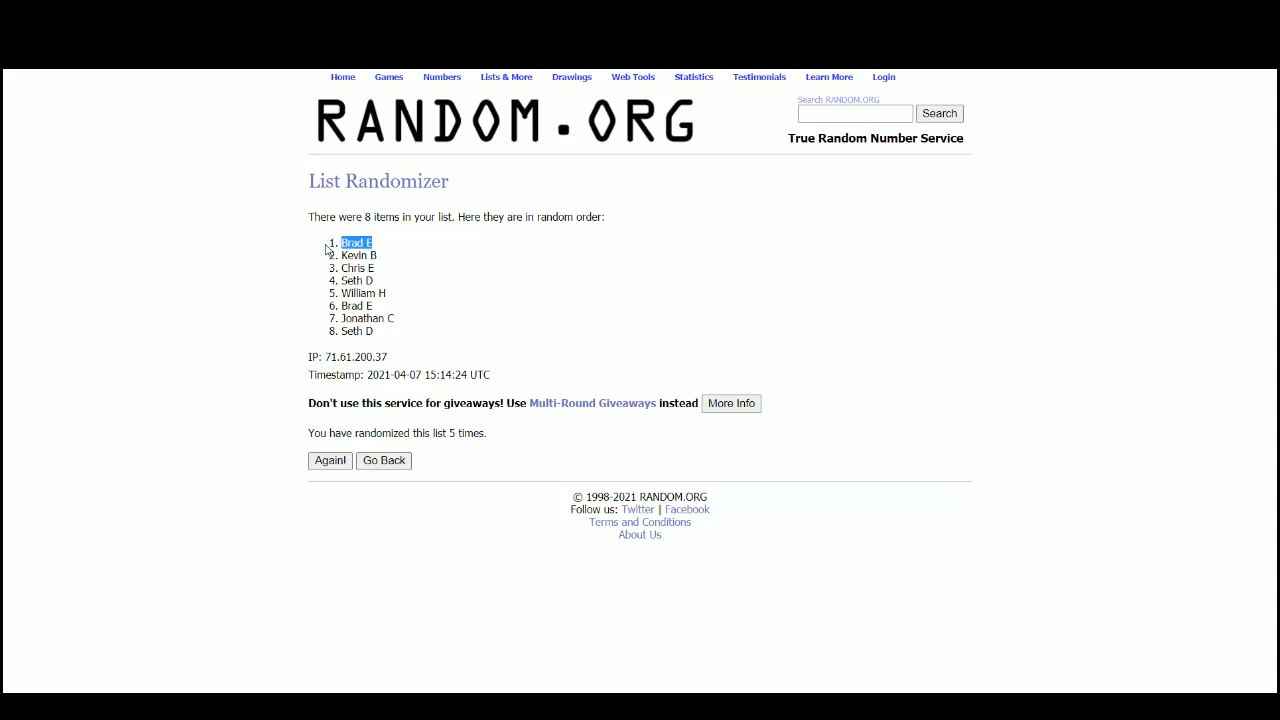 Home Games Numbers Lists & More Drawings Web Tools Statistics Testimonials Learn More Login
RANDOM.ORG
Search RANDOM.ORG
Search
True Random Number Service
List Randomizer
There were 8 items in your list. Here they are in random order:
1. Brad E
2. Kevin B
3. Chris E
4. Seth D
5. William H
6. Brad E
7. Jonathan C
8. Seth D
IP: 71.61.200.37
Timestamp: 2021-04-07 15:14:24 UTC
Don't use this service for giveaways! Use Multi-Round Giveaways instead More Info
You have randomized this list 5 times.
Again! Go Back
© 1998-2021 RANDOM.ORG
Follow us: Twitter | Facebook
Terms and Conditions
About Us